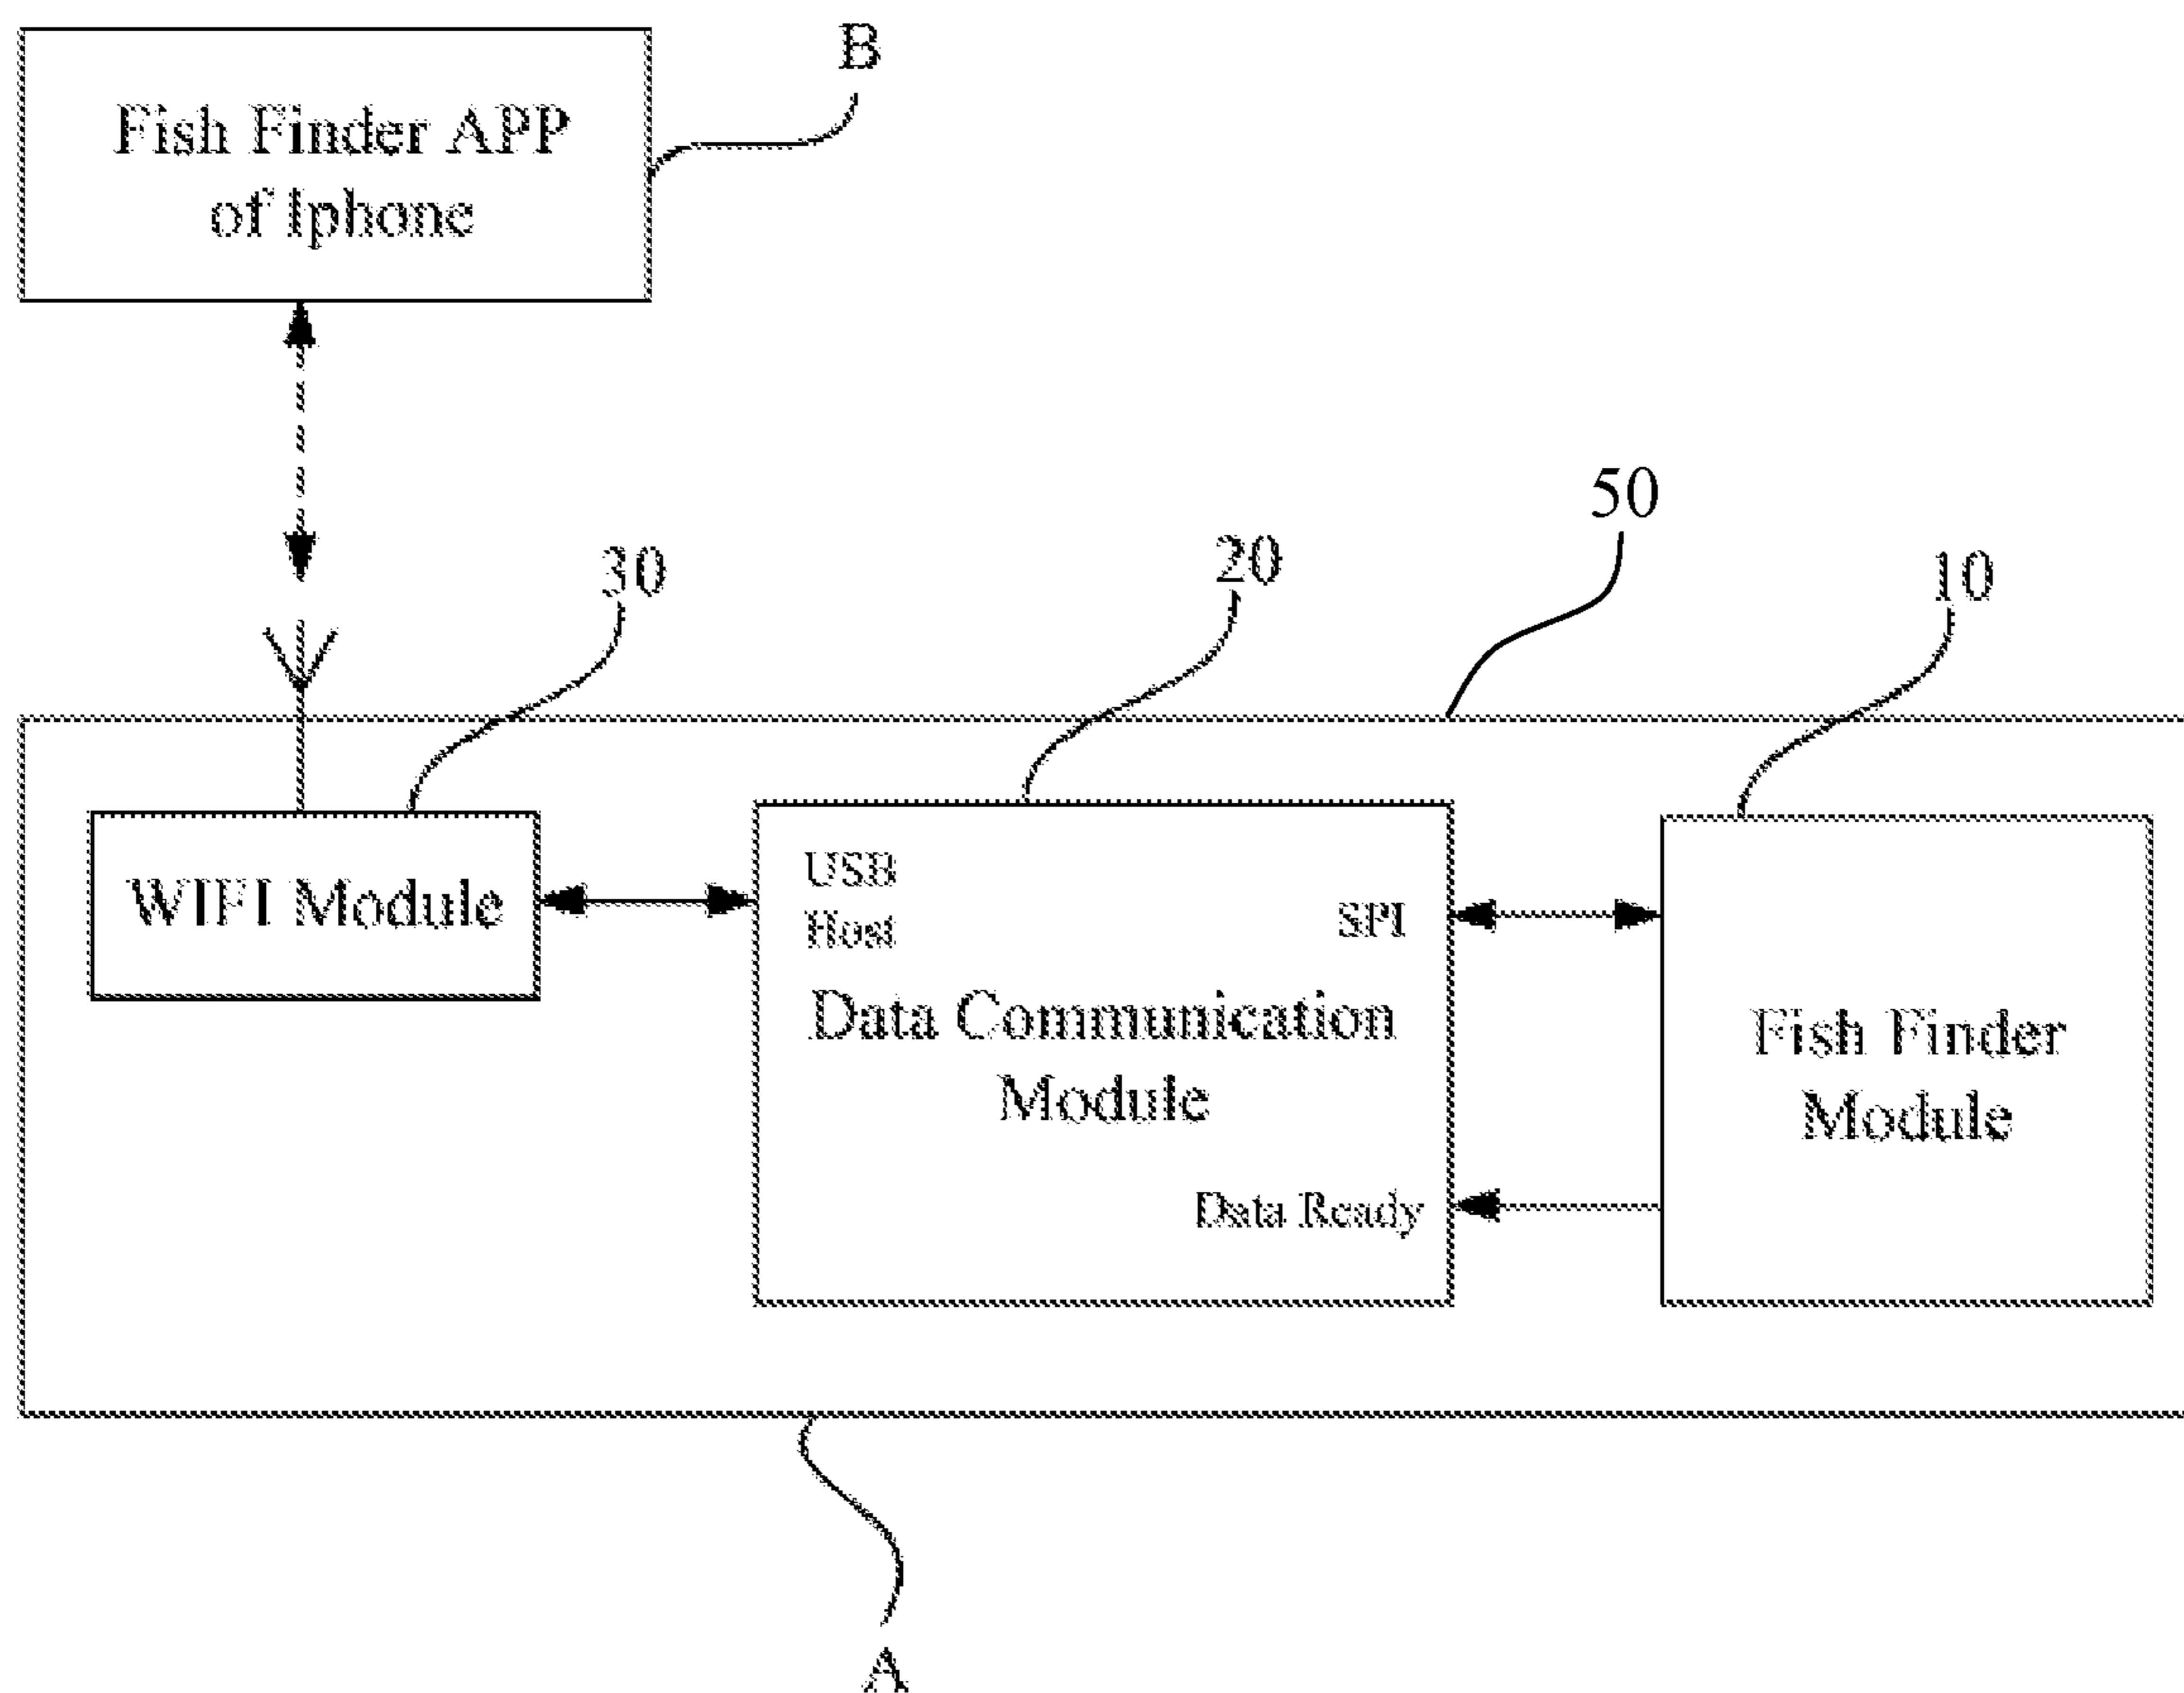 B
Fish Finder APP
of Iphone
50
30
20
10
WIFI Module
USB
Host
SPI
Data Communication
Module
Fish Finder
Module
Data Ready
A